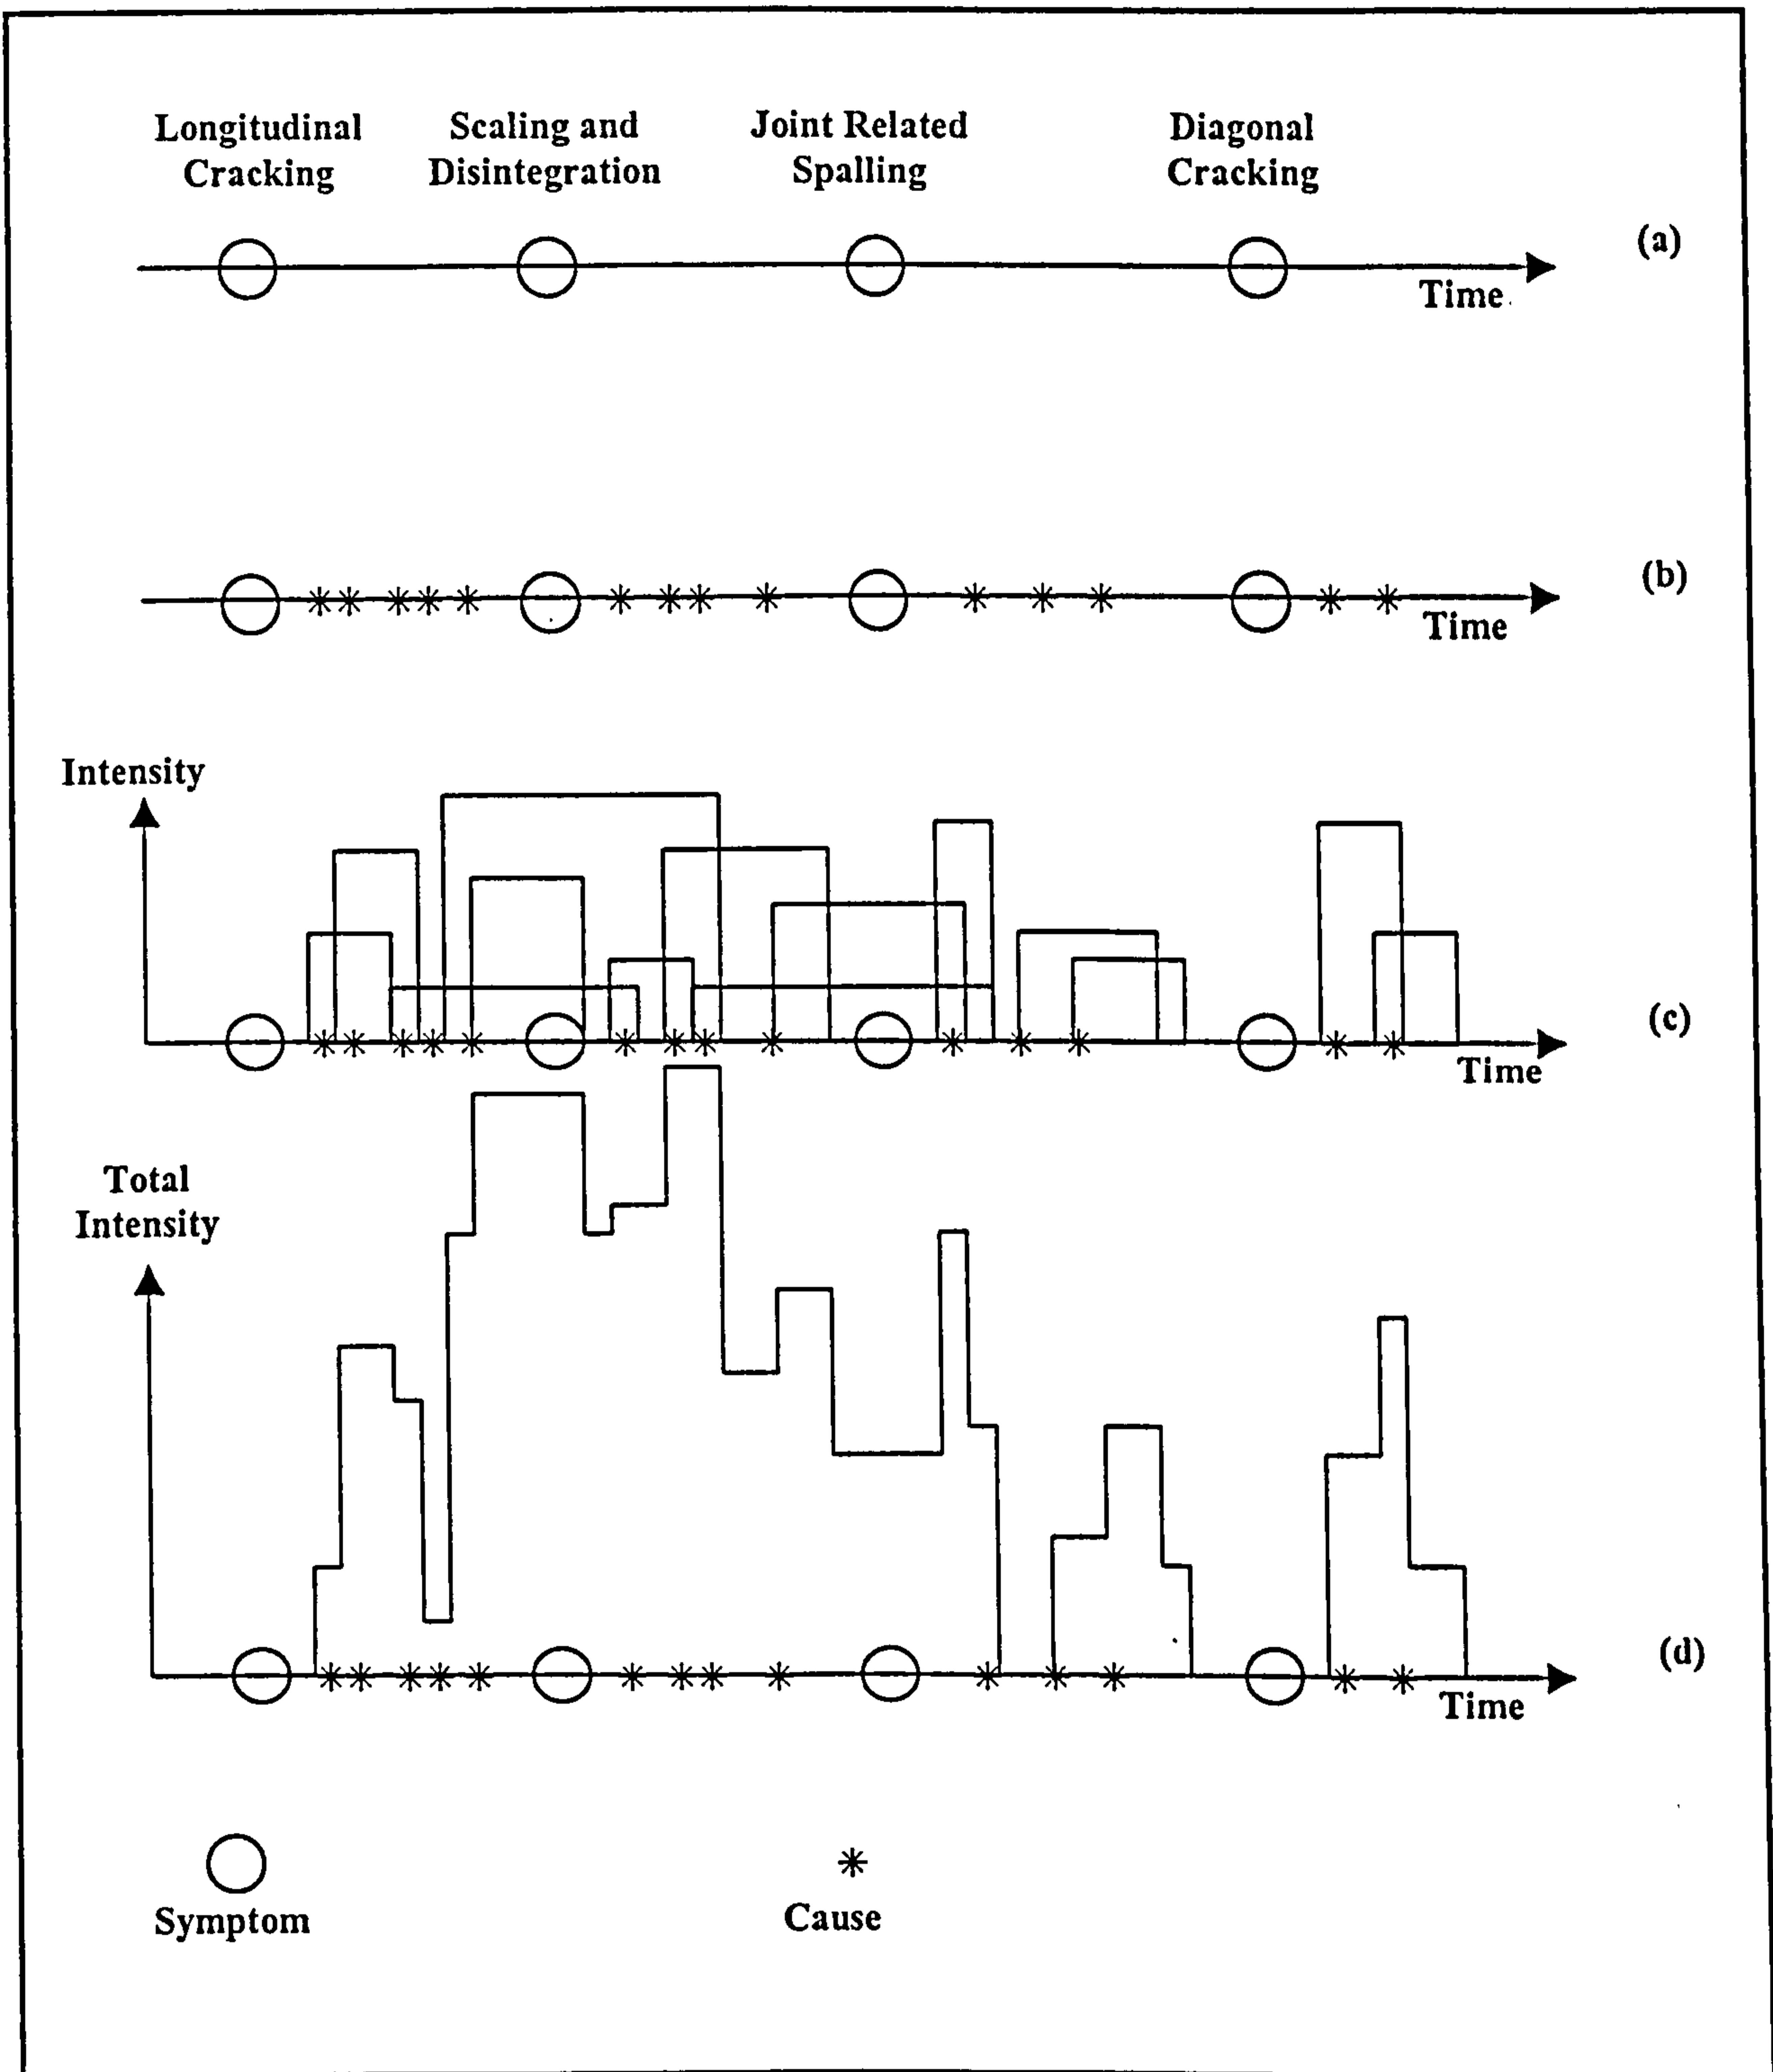 Longitudinal
Cracking
Scaling and
Disintegration
Joint Related
Spalling
Diagonal
Cracking
(a)
Time
(b)
Time
Intensity
(c)
Time
Total
Intensity
(d)
Time
Symptom
Cause